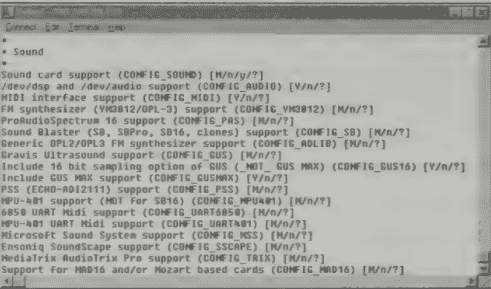 Connect Edit Terminal Help
*
* Sound
*
Sound card support (CONFIG_SOUND) [M/n/y/?]
/dev/dsp and /dev/audio support (CONFIG_AUDIO) [Y/n/?]
MIDI interface support (CONFIG_MIDI) [Y/n/?]
FM synthesizer (YM3812/OPL-3) support (CONFIG_YM3812) [M/n/?]
ProAudioSpectrum 16 support (CONFIG_PAS) [M/n/?]
Sound Blaster (SB, SBPro, SB16, clones) support (CONFIG_SB) [M/n/?]
Generic OPL2/OPL3 FM synthesizer support (CONFIG_ADLIB) [M/n/?]
Gravis Ultrasound support (CONFIG_GUS) [M/n/?]
Include 16 bit sampling option of GUS (_NOT_ GUS MAX) (CONFIG_GUS16) [Y/n/?]
Include GUS MAX support (CONFIG_GUSMAX) [Y/n/?]
PSS (ECHO-ADI2111) support (CONFIG_PSS) [M/n/?]
MPU-401 support (NOT for SB16) (CONFIG_MPU401) [M/n/?]
6850 UART Midi support (CONFIG_UART6850) [M/n/?]
MPU-401 UART Midi support (CONFIG_UART401) [M/n/?]
Microsoft Sound System support (CONFIG_MSS) [M/n/?]
Ensoniq SoundScape support (CONFIG_SSCAPE) [M/n/?]
MediaTrix AudioTrix Pro support (CONFIG_TRIX) [M/n/?]
Support for MAD16 and/or Mozart based cards (CONFIG_MAD16) [M/n/?]